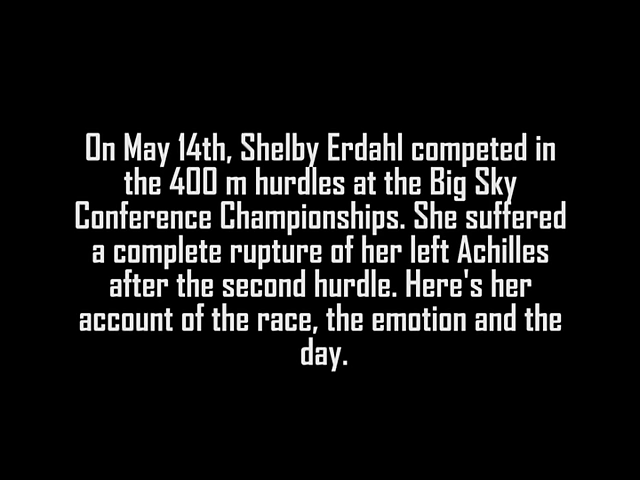 On May 14th, Shelby Erdahl competed in
the 400 m hurdles at the Big Sky
Conference Championships. She suffered
a complete rupture of her left Achilles
after the second hurdle. Here's her
account of the race, the emotion and the
day.